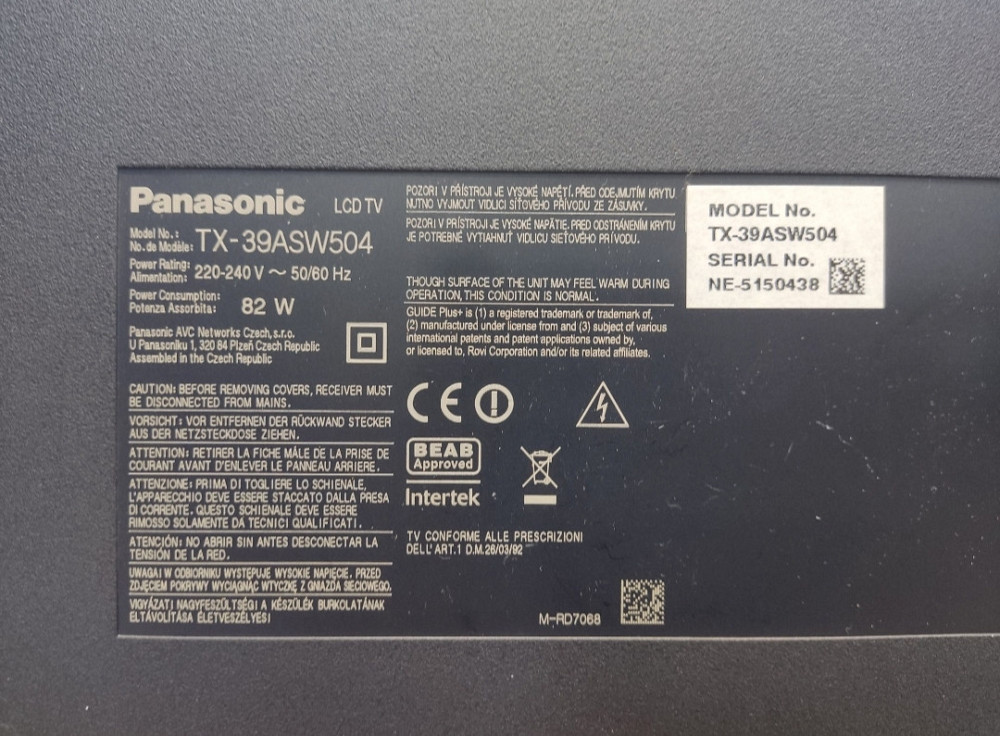 Panasonic LCD TV
Model No.:
No. de Modèle: TX-39ASW504
Power Rating:
Alimentation: 220-240 V ~ 50/60 Hz
Power Consumption:
Potenza Assorbita: 82 W
Panasonic AVC Networks Czech, s.r.o.
U Panasoniku 1, 320 84 Plzeň Czech Republic
Assembled in the Czech Republic
CAUTION: BEFORE REMOVING COVERS, RECEIVER MUST
BE DISCONNECTED FROM MAINS.
VORSICHT: VOR ENTFERNEN DER RÜCKWAND STECKER
AUS DER NETZSTECKDOSE ZIEHEN.
ATTENTION: RETIRER LA FICHE MÂLE DE LA PRISE DE
COURANT AVANT D'ENLEVER LE PANNEAU ARRIERE.
ATTENZIONE: PRIMA DI TOGLIERE LO SCHIENALE,
L'APPARECCHIO DEVE ESSERE STACCATO DALLA PRESA
DI CORRENTE. QUESTO SCHIENALE DEVE ESSERE
RIMOSSO SOLAMENTE DA TECNICI QUALIFICATI.
ATENCIÓN: NO ABRIR SIN ANTES DESCONECTAR LA
TENSIÓN DE LA RED.
UWAGA! W ODBIORNIKU WYSTĘPUJE WYSOKIE NAPIĘCIE. PRZED
ZDJĘCIEM POKRYWY WYCIĄGNĄĆ WTYCZKĘ Z GNIAZDA SIECIOWEGO.
VIGYÁZAT! NAGYFESZÜLTSÉG! A KÉSZÜLÉK BURKOLATÁNAK
ELTÁVOLÍTÁSA ÉLETVESZÉLYES!
POZOR! V PŘÍSTROJI JE VYSOKÉ NAPĚTÍ. PŘED ODEJMUTÍM KRYTU
NUTNO VYJMOUT VIDLICI SÍŤOVÉHO PŘÍVODU ZE ZÁSUVKY.
POZOR! V PRÍSTROJI JE VYSOKÉ NAPÄTIE. PRED ODSTRÁNENÍM KRYTU
JE POTREBNÉ VYTIAHNUŤ VIDLICU SIEŤOVÉHO PRÍVODU.
THOUGH SURFACE OF THE UNIT MAY FEEL WARM DURING
OPERATION, THIS CONDITION IS NORMAL.
GUIDE Plus+ is (1) a registered trademark or trademark of,
(2) manufactured under license from and (3) subject of various
international patents and patent applications owned by,
or licensed to, Rovi Corporation and/or its related affiliates.
CE
BEAB
Approved
Intertek
TV CONFORME ALLE PRESCRIZIONI
DELL' ART.1 D.M.26/03/92
M-RD7068
MODEL No.
TX-39ASW504
SERIAL No.
NE-5150438